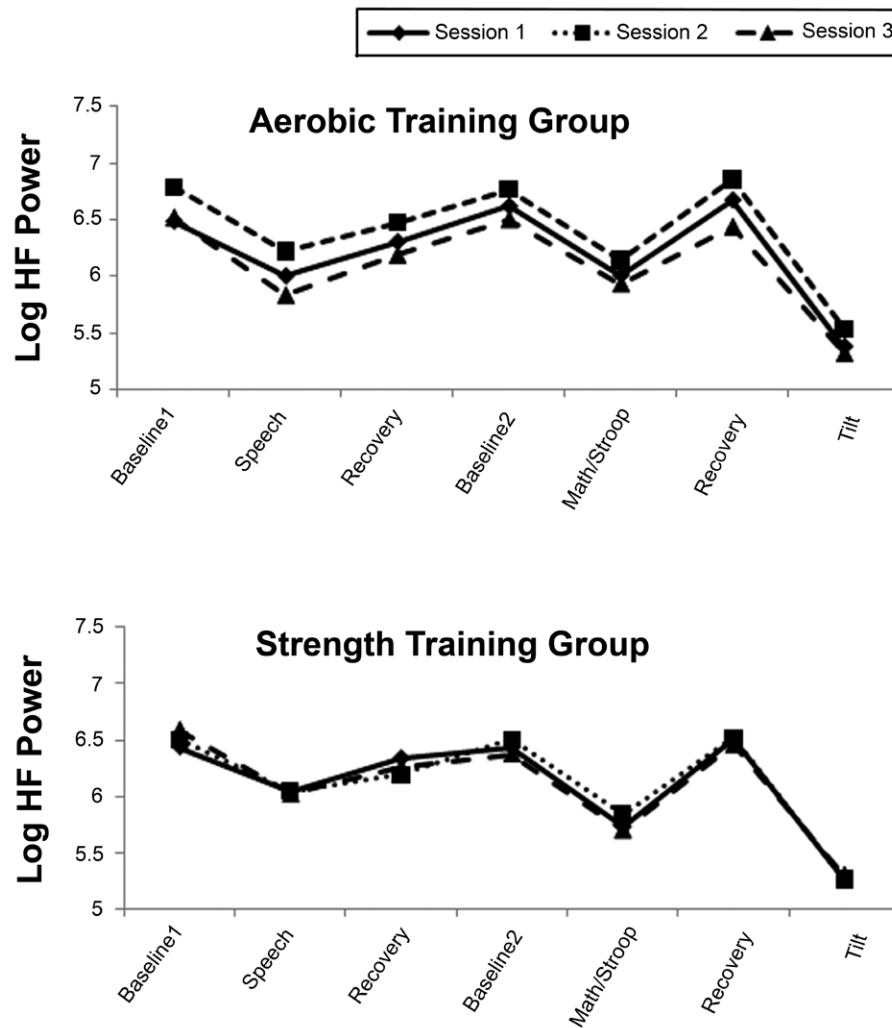 Session 1 Session 2 Session 3
Aerobic Training Group
Log HF Power
7.5
7
6.5
6
5.5
5
Baseline1
Speech
Recovery
Baseline2
Math/Stroop
Recovery
Tilt
Strength Training Group
Log HF Power
7.5
7
6.5
6
5.5
5
Baseline1
Speech
Recovery
Baseline2
Math/Stroop
Recovery
Tilt